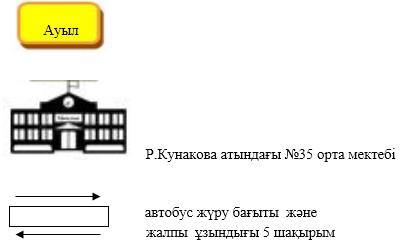 Ауыл
Р.Кунакова атындағы №35 орта мектебі
автобус жүру бағыты және
жалпы ұзындығы 5 шақырым